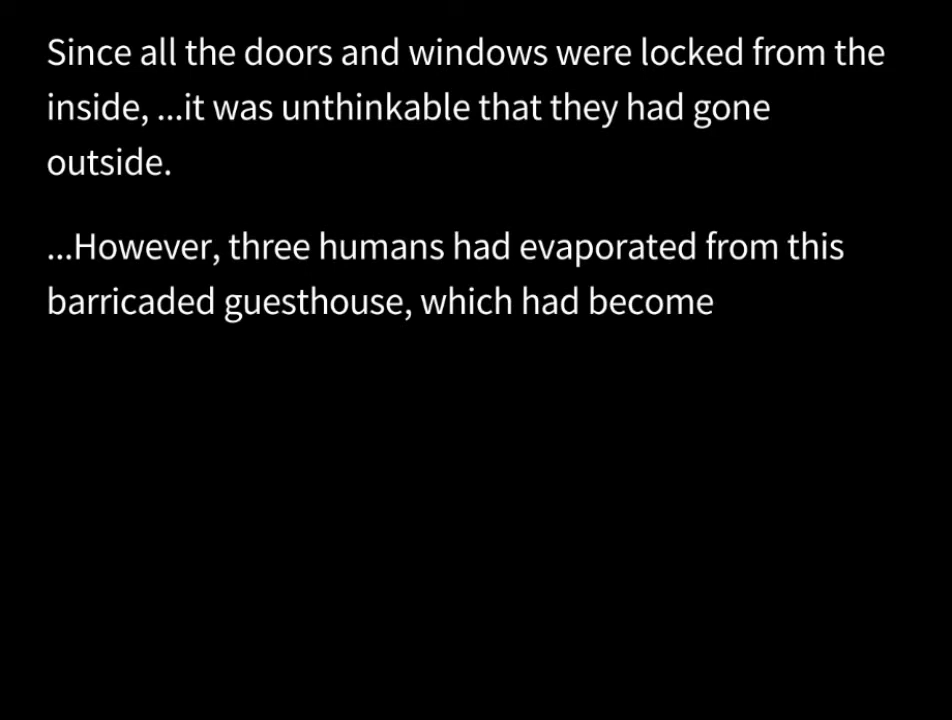 Since all the doors and windows were locked from the
inside, ...it was unthinkable that they had gone
outside.
...However, three humans had evaporated from this
barricaded guesthouse, which had become